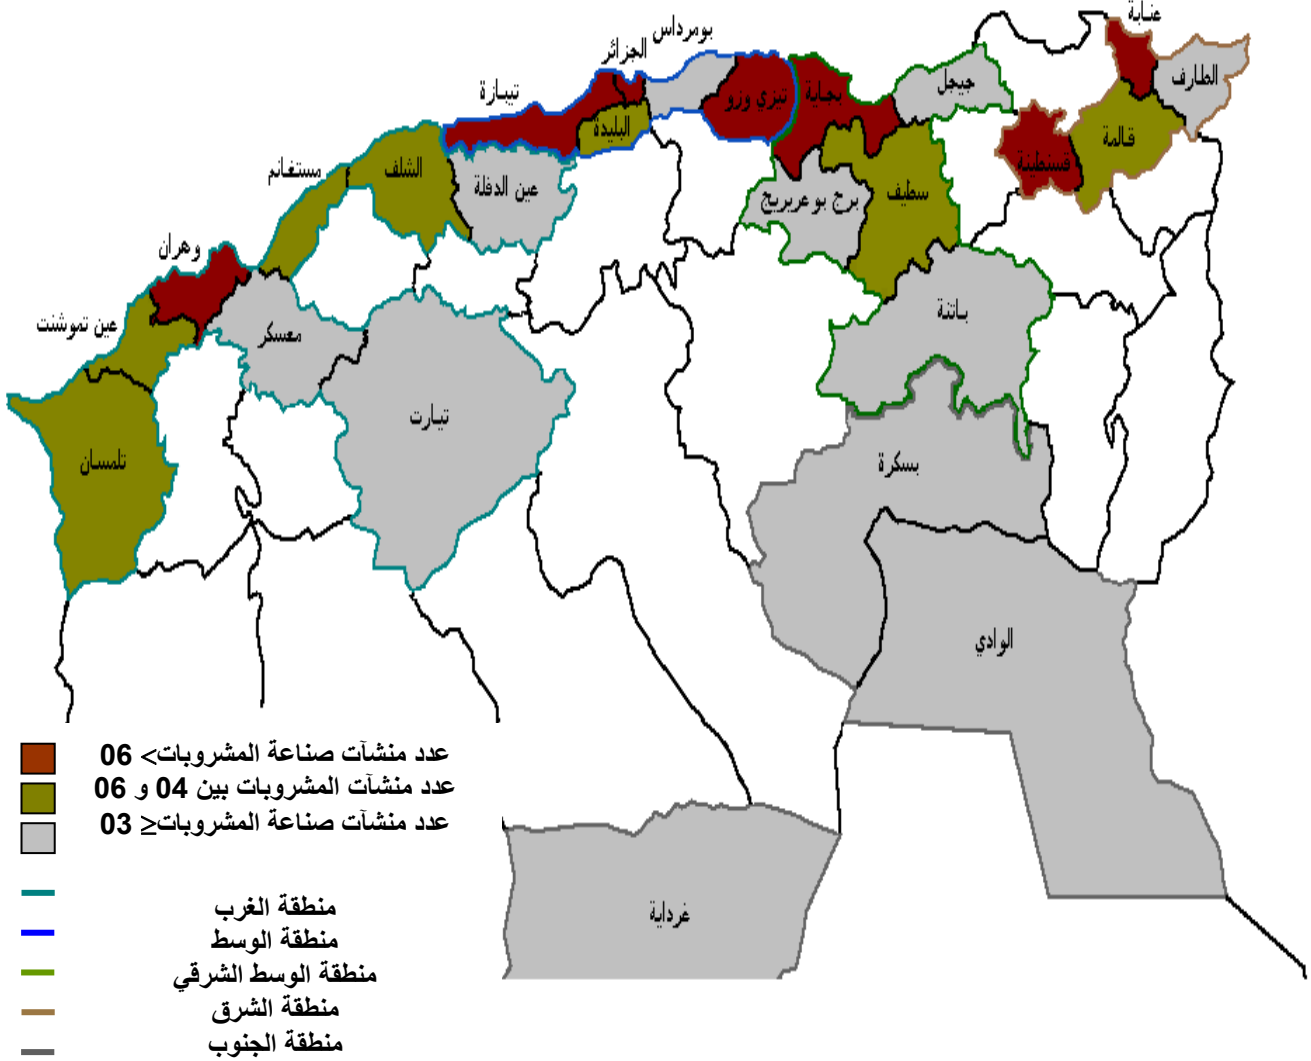 عنابة
بومرداس
الجزائر
الطارف
جيجل
تيبازة
تيزي وزو
بجاية
البليدة
قالمة
قسطينة
مستغانم
الشلف
عين الدفلة
برج بوعريريج
سطيف
وهران
باتنة
عين تموشنت
معسكر
تيارت
تلمسان
بسكرة
الوادي
غرداية
عدد منشآت صناعة المشروبات> 06
عدد منشآت المشروبات بين 04 و 06
عدد منشآت صناعة المشروبات≤ 03
منطقة الغرب
منطقة الوسط
منطقة الوسط الشرقي
منطقة الشرق
منطقة الجنوب